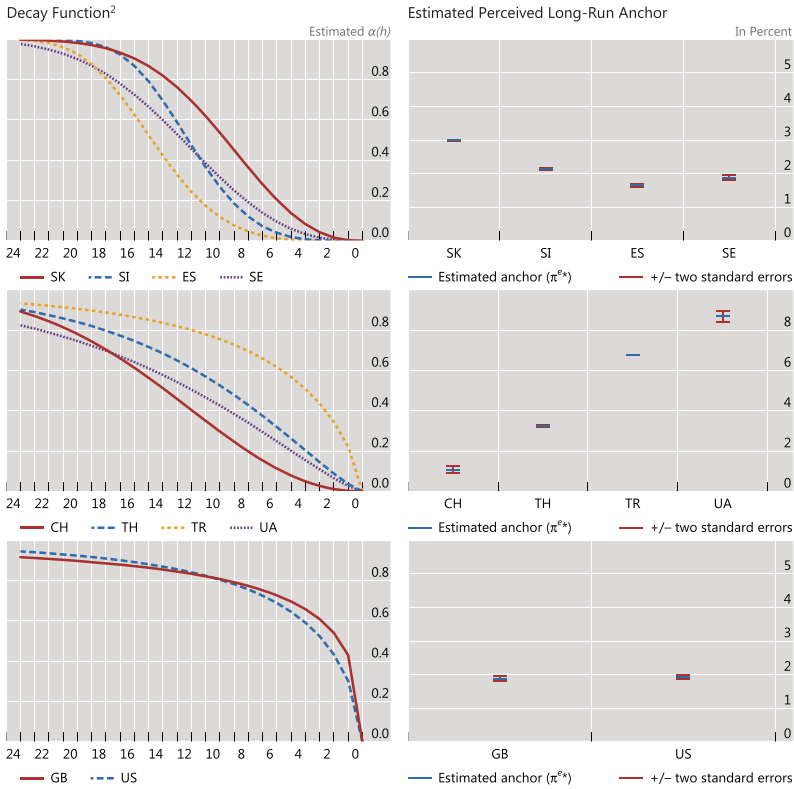 Decay Function²
Estimated α(h)
0.8
0.6
0.4
0.2
0.0
24 22 20 18 16 14 12 10 8 6 4 2 0
SK SI ES SE
Estimated Perceived Long-Run Anchor
In Percent
5
4
3
2
1
0
SK SI ES SE
Estimated anchor (πᵉ*) +/– two standard errors
0.8
0.6
0.4
0.2
0.0
24 22 20 18 16 14 12 10 8 6 4 2 0
CH TH TR UA
8
6
4
2
0
CH TH TR UA
Estimated anchor (πᵉ*) +/– two standard errors
0.8
0.6
0.4
0.2
0.0
24 22 20 18 16 14 12 10 8 6 4 2 0
GB US
5
4
3
2
1
0
GB US
Estimated anchor (πᵉ*) +/– two standard errors